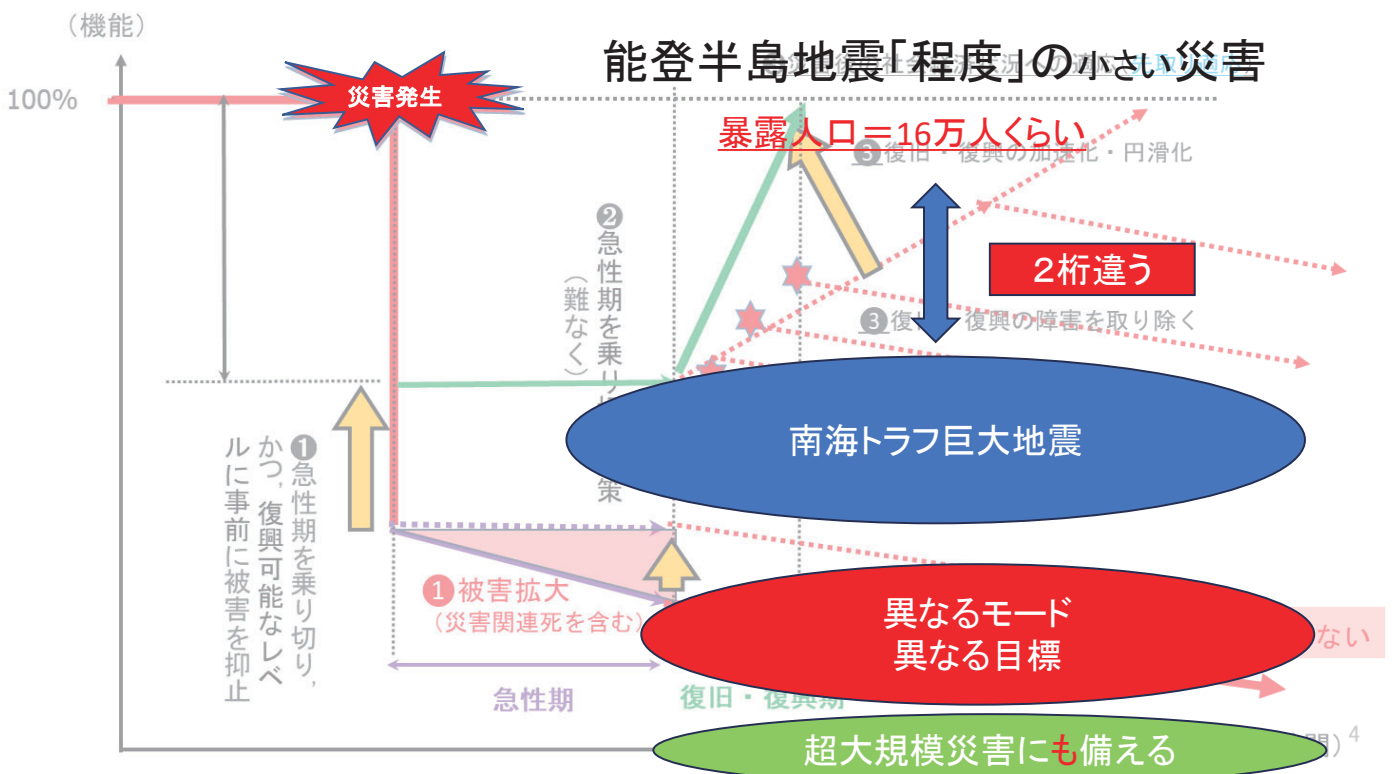 (機能)
能登半島地震「程度」の小さい災害
100%
災害発生
暴露人口＝16万人くらい
❸復旧・復興の加速化・円滑化
2桁違う
❷急性期を乗り
(難なく)
策
❸復旧・復興の障害を取り除く
南海トラフ巨大地震
❶急性期を乗り切り，
かつ，復興可能なレベ
ルに事前に被害を抑止
❶被害拡大
(災害関連死を含む)
異なるモード
異なる目標
ない
急性期
復旧・復興期
超大規模災害にも備える
間)
4